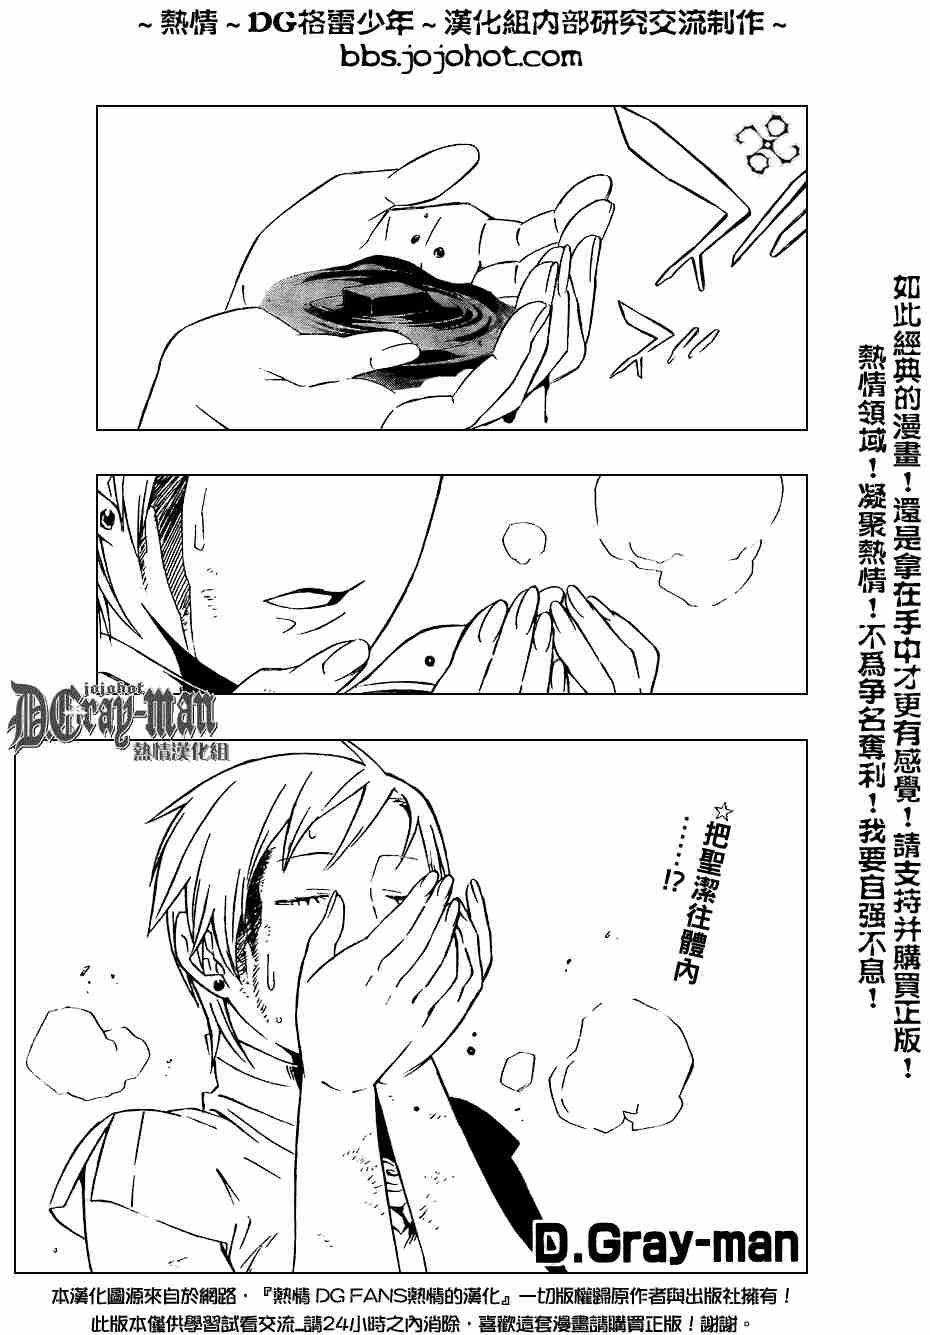 ～熱情～DG格雷少年～漢化組內部研究交流制作～
bbs.jojohot.com
如此經典的漫畫！還是拿在手中才更有感覺！請支持并購買正版！
熱情領域！凝聚熱情！不爲争名奪利！我要自强不息！
jojohot
D.Gray-man
熱情漢化組
☆把聖潔往體內
……!?
D.Gray-man
本漢化圖源來自於網路，『熱情 DG FANS熱情的漢化』一切版權歸原作者與出版社擁有！
此版本僅供學習試看交流...請24小時之內消除，喜歡這套漫畫請購買正版！謝謝。